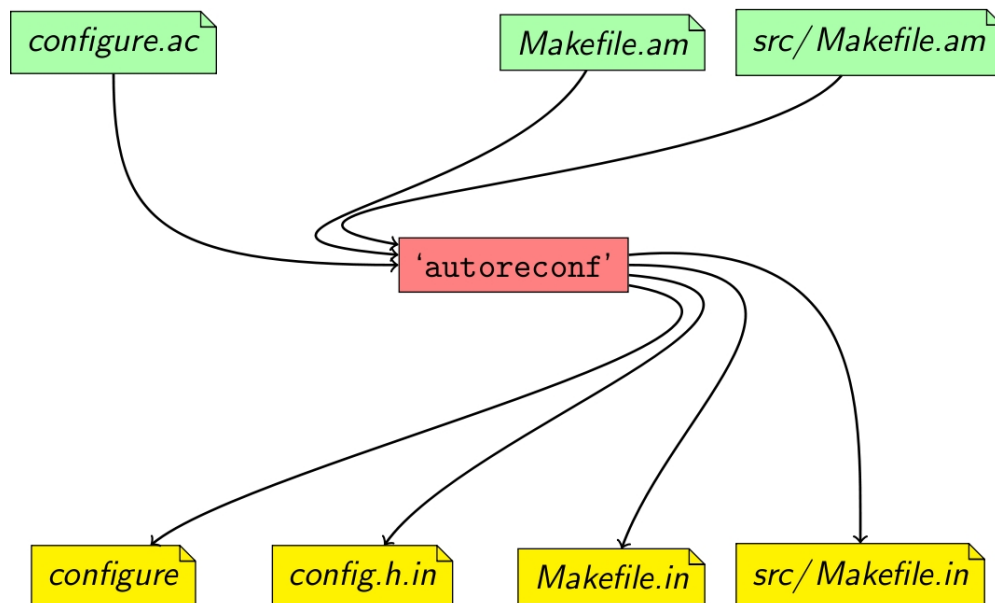 configure.ac
Makefile.am
src/Makefile.am
‘autoreconf’
configure
config.h.in
Makefile.in
src/Makefile.in